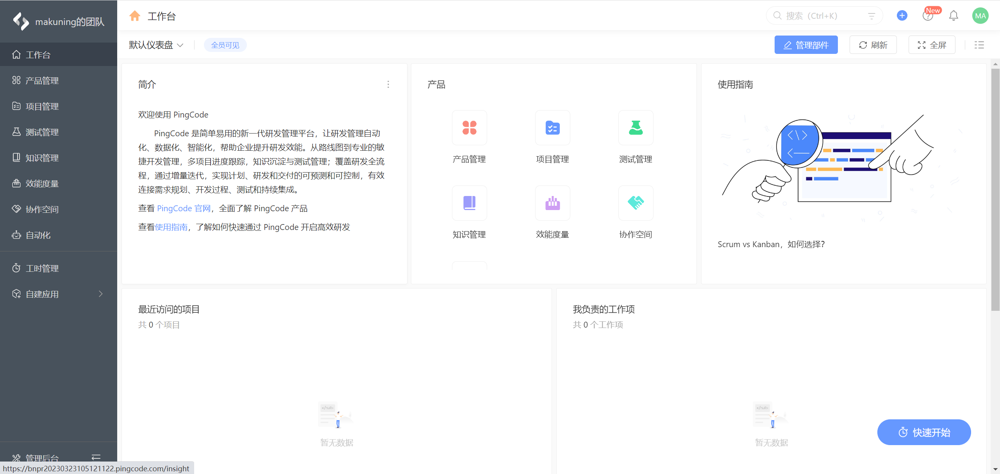 makuning的团队
工作台
产品管理
项目管理
测试管理
知识管理
效能度量
协作空间
自动化
工时管理
自建应用
管理后台
https://bnpr20230323105121122.pingcode.com/insight
工作台
搜索（Ctrl+K）
New
MA
默认仪表盘
全员可见
管理部件
刷新
全屏
简介
欢迎使用 PingCode
PingCode 是简单易用的新一代研发管理平台，让研发管理自动
化、数据化、智能化，帮助企业提升研发效能。从路线图到专业的敏
捷开发管理，多项目进度跟踪，知识沉淀与测试管理；覆盖研发全流
程，通过增量迭代，实现计划、研发和交付的可预测和可控制，有效
连接需求规划、开发过程、测试和持续集成。
查看 PingCode 官网，全面了解 PingCode 产品
查看使用指南，了解如何快速通过 PingCode 开启高效研发
产品
产品管理
项目管理
测试管理
知识管理
效能度量
协作空间
使用指南
Scrum vs Kanban，如何选择？
最近访问的项目
共 0 个项目
</null>
暂无数据
我负责的工作项
共 0 个工作项
</null>
暂无数据
快速开始